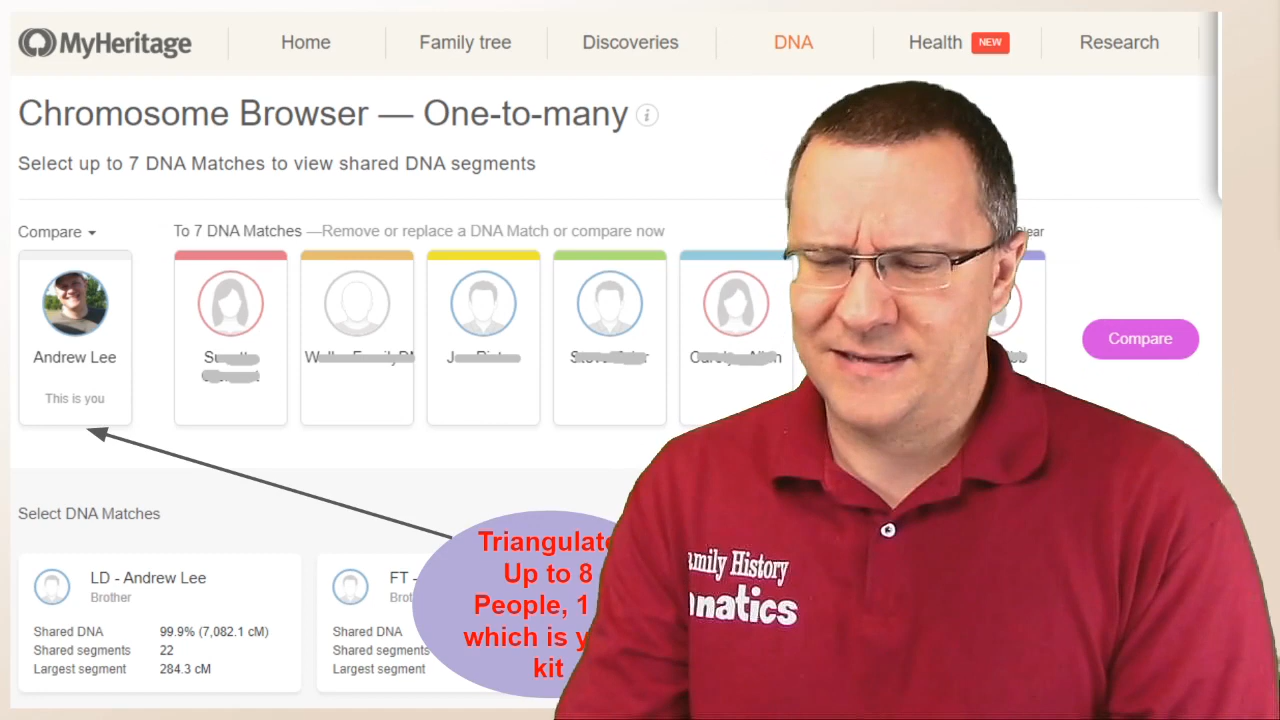 MyHeritage
Home
Family tree
Discoveries
DNA
Health NEW
Research
Chromosome Browser — One-to-many
Select up to 7 DNA Matches to view shared DNA segments
Compare
To 7 DNA Matches —Remove or replace a DNA Match or compare now
Andrew Lee
This is you
Compare
Select DNA Matches
LD - Andrew Lee
Brother
Shared DNA 99.9% (7,082.1 cM)
Shared segments 22
Largest segment 284.3 cM
FT -
Shared DNA
Shared segments
Largest segment
Up to 8
People, 1
which is
kit
History